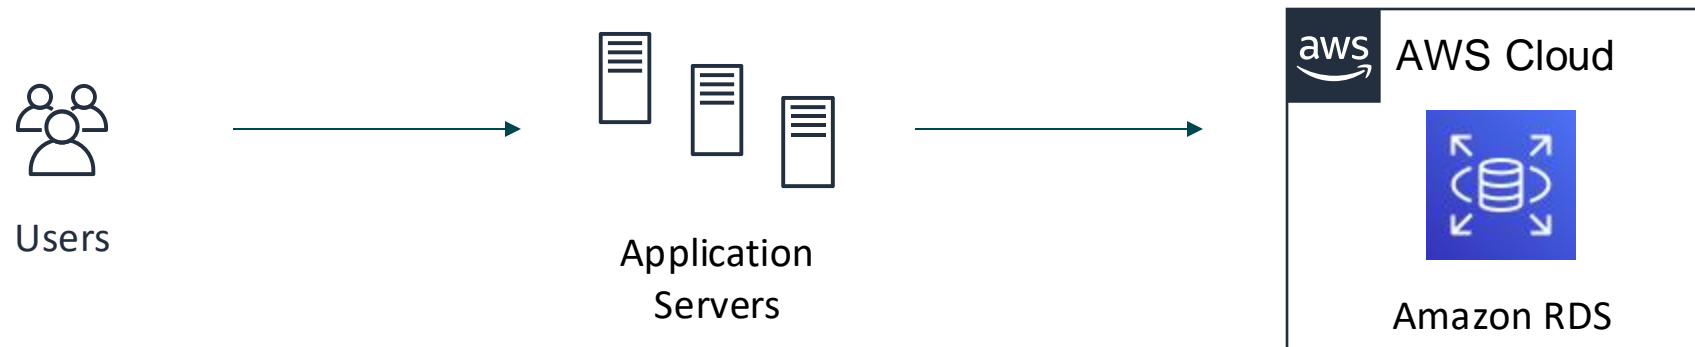 Users
Application
Servers
aws
AWS Cloud
Amazon RDS